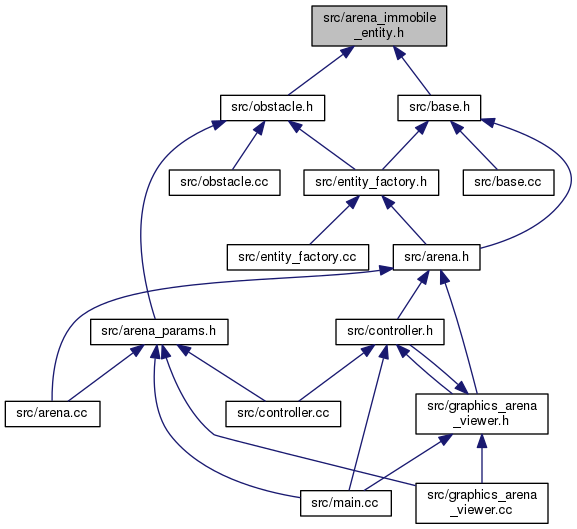 src/arena_immobile
_entity.h
src/obstacle.h
src/base.h
src/obstacle.cc
src/entity_factory.h
src/base.cc
src/entity_factory.cc
src/arena.h
src/arena_params.h
src/controller.h
src/arena.cc
src/controller.cc
src/graphics_arena
_viewer.h
src/main.cc
src/graphics_arena
_viewer.cc